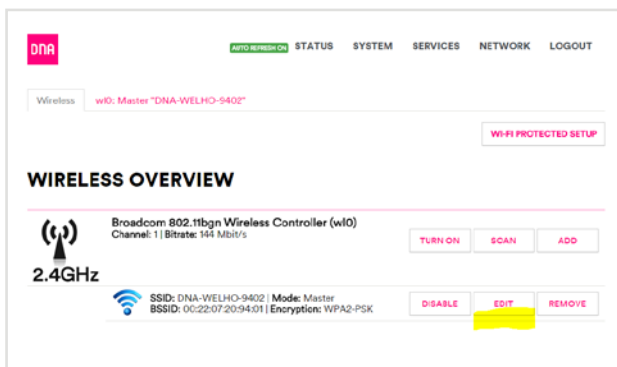 DNA
AUTO REFRESH ON STATUS SYSTEM SERVICES NETWORK LOGOUT
Wireless wl0: Master "DNA-WELHO-9402"
WI-FI PROTECTED SETUP
WIRELESS OVERVIEW
Broadcom 802.11bgn Wireless Controller (wl0)
Channel: 1 | Bitrate: 144 Mbit/s
TURN ON SCAN ADD
2.4GHz
SSID: DNA-WELHO-9402 | Mode: Master
BSSID: 00:22:07:20:94:01 | Encryption: WPA2-PSK
DISABLE EDIT REMOVE